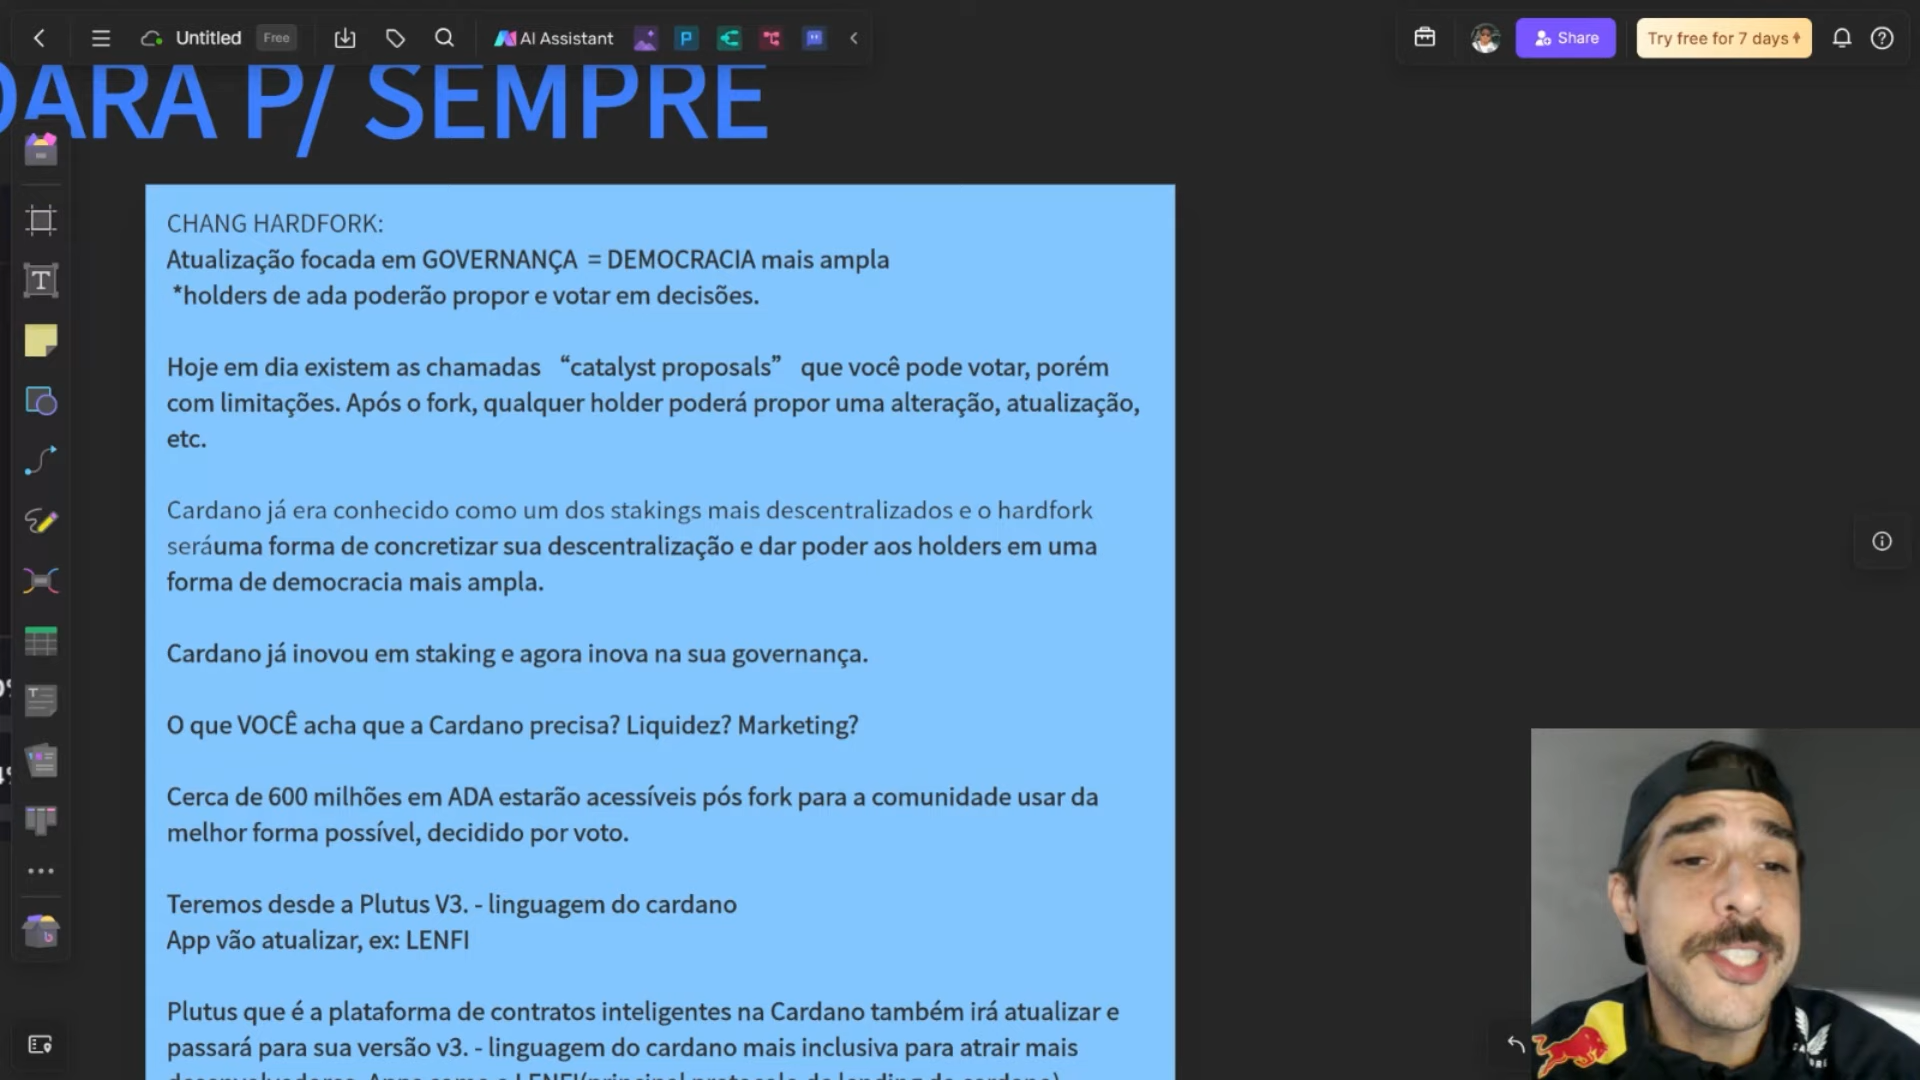 Untitled
Free
AI Assistant
Share
Try free for 7 days
DARA P/ SEMPRE
CHANG HARDFORK:
Atualização focada em GOVERNANÇA = DEMOCRACIA mais ampla
*holders de ada poderão propor e votar em decisões.
Hoje em dia existem as chamadas “catalyst proposals” que você pode votar, porém
com limitações. Após o fork, qualquer holder poderá propor uma alteração, atualização,
etc.
Cardano já era conhecido como um dos stakings mais descentralizados e o hardfork
seráuma forma de concretizar sua descentralização e dar poder aos holders em uma
forma de democracia mais ampla.
Cardano já inovou em staking e agora inova na sua governança.
O que VOCÊ acha que a Cardano precisa? Liquidez? Marketing?
Cerca de 600 milhões em ADA estarão acessíveis pós fork para a comunidade usar da
melhor forma possível, decidido por voto.
Teremos desde a Plutus V3. - linguagem do cardano
App vão atualizar, ex: LENFI
Plutus que é a plataforma de contratos inteligentes na Cardano também irá atualizar e
passará para sua versão v3. - linguagem do cardano mais inclusiva para atrair mais